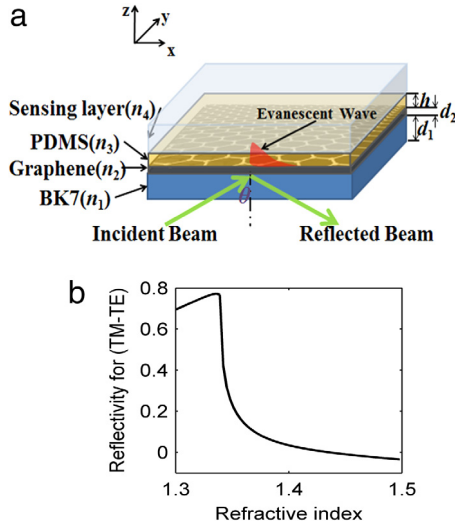 a
z
y
x
Sensing layer(n4)
PDMS(n3)
Graphene(n2)
BK7(n1)
Evanescent Wave
h
d2
d1
θ
Incident Beam
Reflected Beam
b
Reflectivity for (TM-TE)
0.8
0.6
0.4
0.2
0
1.3
1.4
1.5
Refractive index